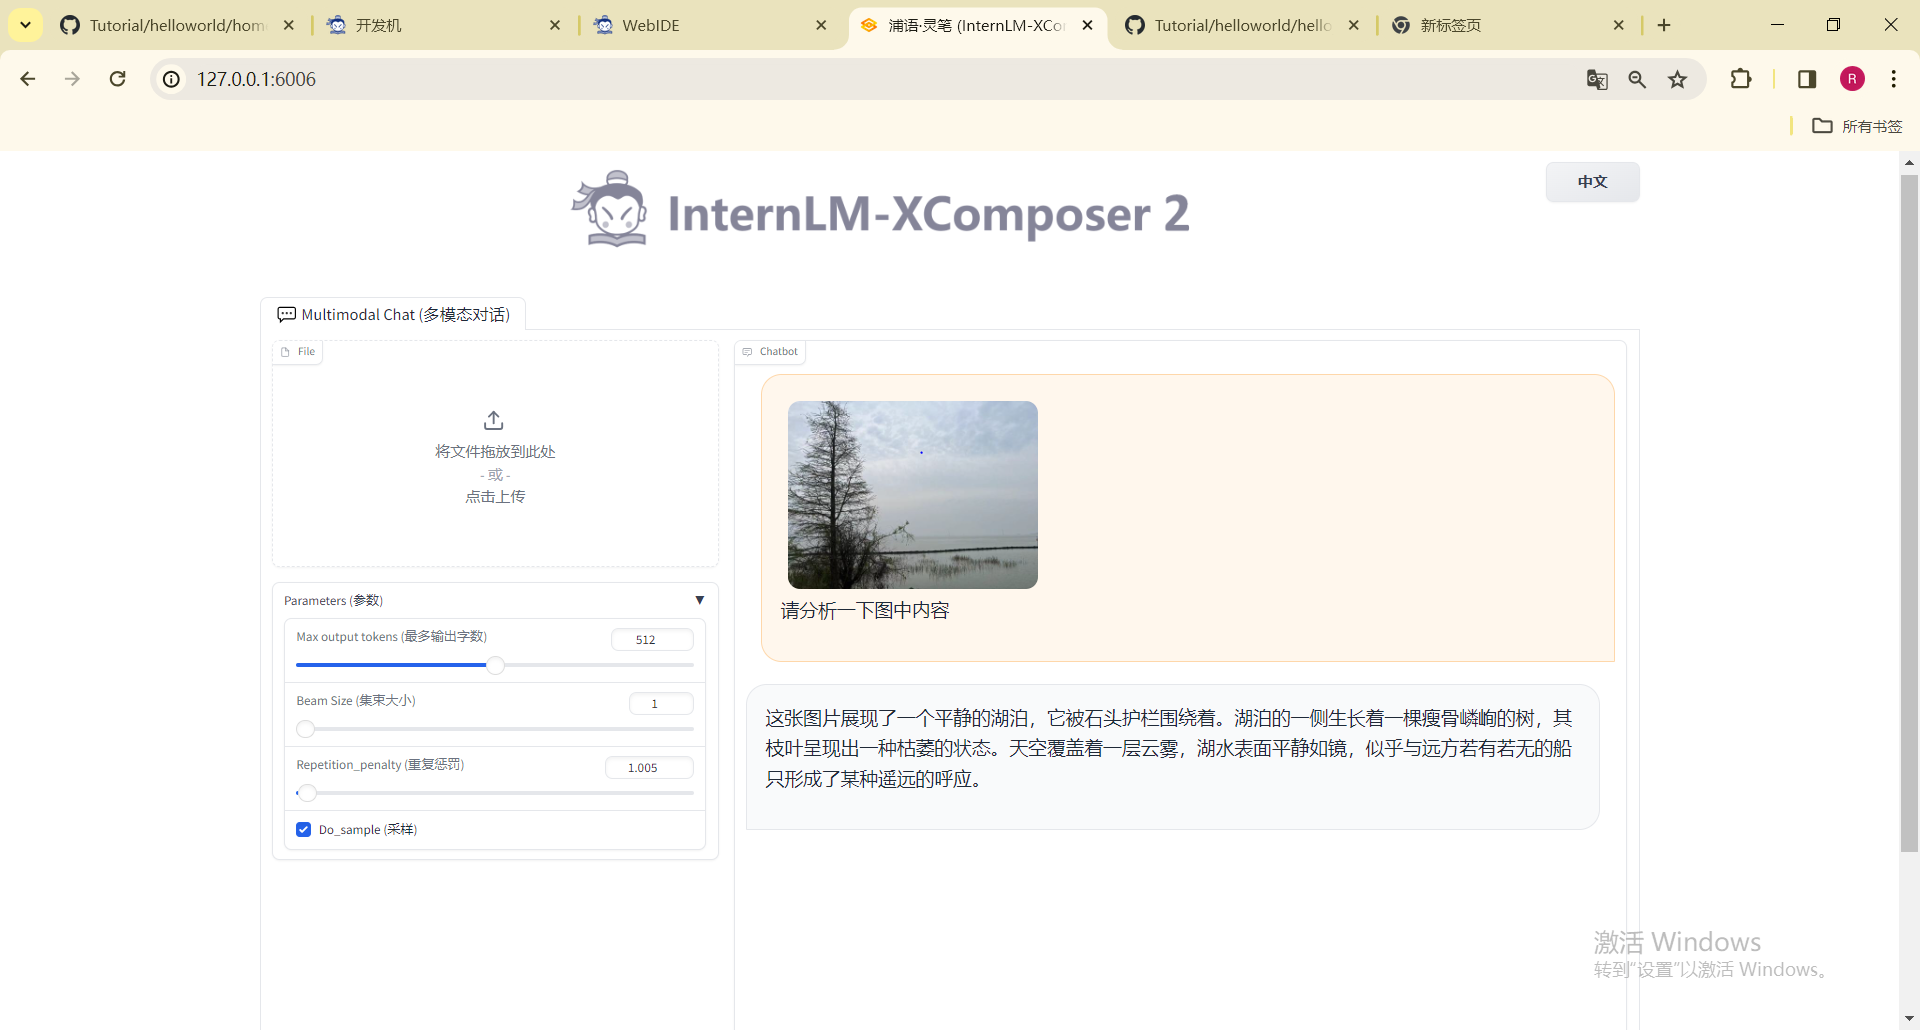 Tutorial/helloworld/hom
开发机
WebIDE
浦语·灵笔 (InternLM-XCo
Tutorial/helloworld/hello
新标签页
127.0.0.1:6006
R
所有书签
InternLM-XComposer 2
中文
Multimodal Chat (多模态对话)
File
将文件拖放到此处
- 或 -
点击上传
Parameters (参数)
Max output tokens (最多输出字数)
512
Beam Size (集束大小)
1
Repetition_penalty (重复惩罚)
1.005
Do_sample (采样)
Chatbot
请分析一下图中内容
这张图片展现了一个平静的湖泊，它被石头护栏围绕着。湖泊的一侧生长着一棵瘦骨嶙峋的树，其
枝叶呈现出一种枯萎的状态。天空覆盖着一层云雾，湖水表面平静如镜，似乎与远方若有若无的船
只形成了某种遥远的呼应。
激活 Windows
转到“设置”以激活 Windows。